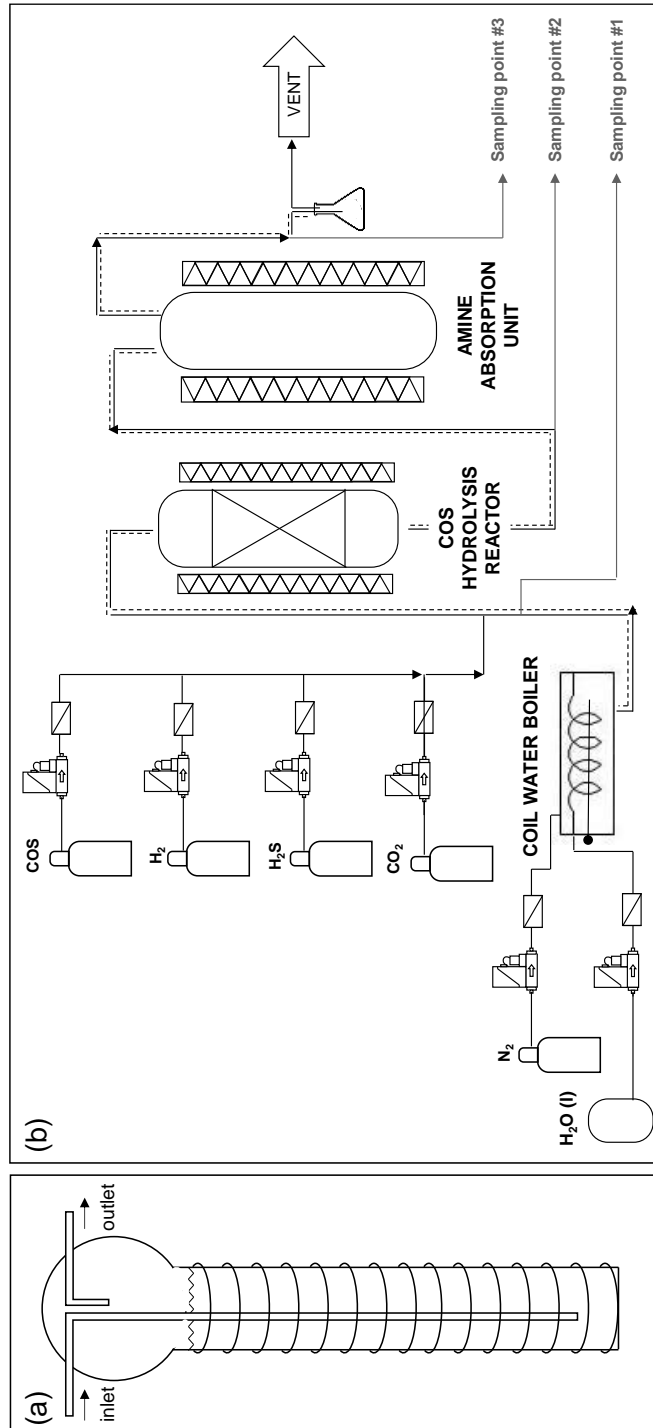 (a)
inlet
outlet
(b)
COS
H₂
H₂S
CO₂
N₂
H₂O (l)
COIL WATER BOILER
COS
HYDROLYSIS
REACTOR
AMINE
ABSORPTION
UNIT
VENT
Sampling point #3
Sampling point #2
Sampling point #1